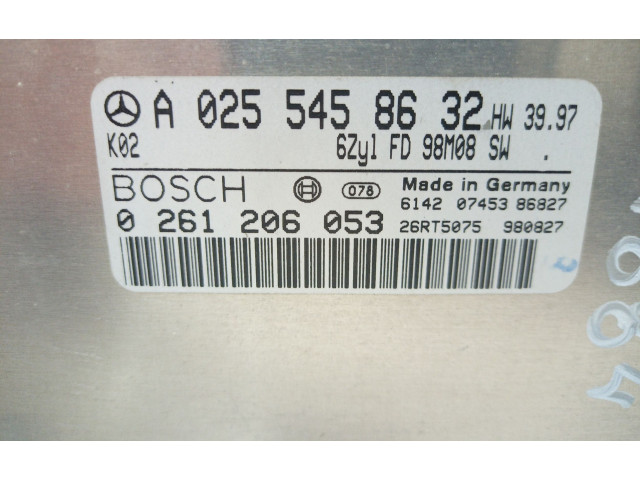 A 025 545 86 32 HW 39.97
K02 6Zyl FD 98M08 SW .
BOSCH 078 Made in Germany
6142 07453 86827
0 261 206 053 26RT5075 980827